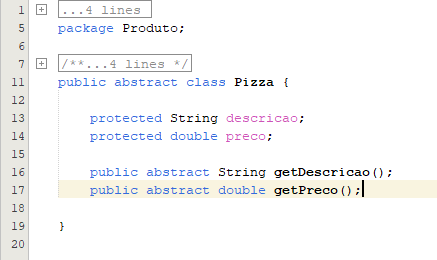 1 ...4 lines
5 package Produto;
6
7 /**...4 lines */
11 public abstract class Pizza {
12
13 protected String descricao;
14 protected double preco;
15
16 public abstract String getDescricao();
17 public abstract double getPreco();
18
19 }
20